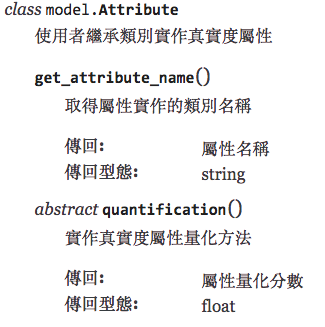 class model.Attribute
使用者繼承類別實作真實度屬性
get_attribute_name()
取得屬性實作的類別名稱
傳回: 屬性名稱
傳回型態: string
abstract quantification()
實作真實度屬性量化方法
傳回: 屬性量化分數
傳回型態: float